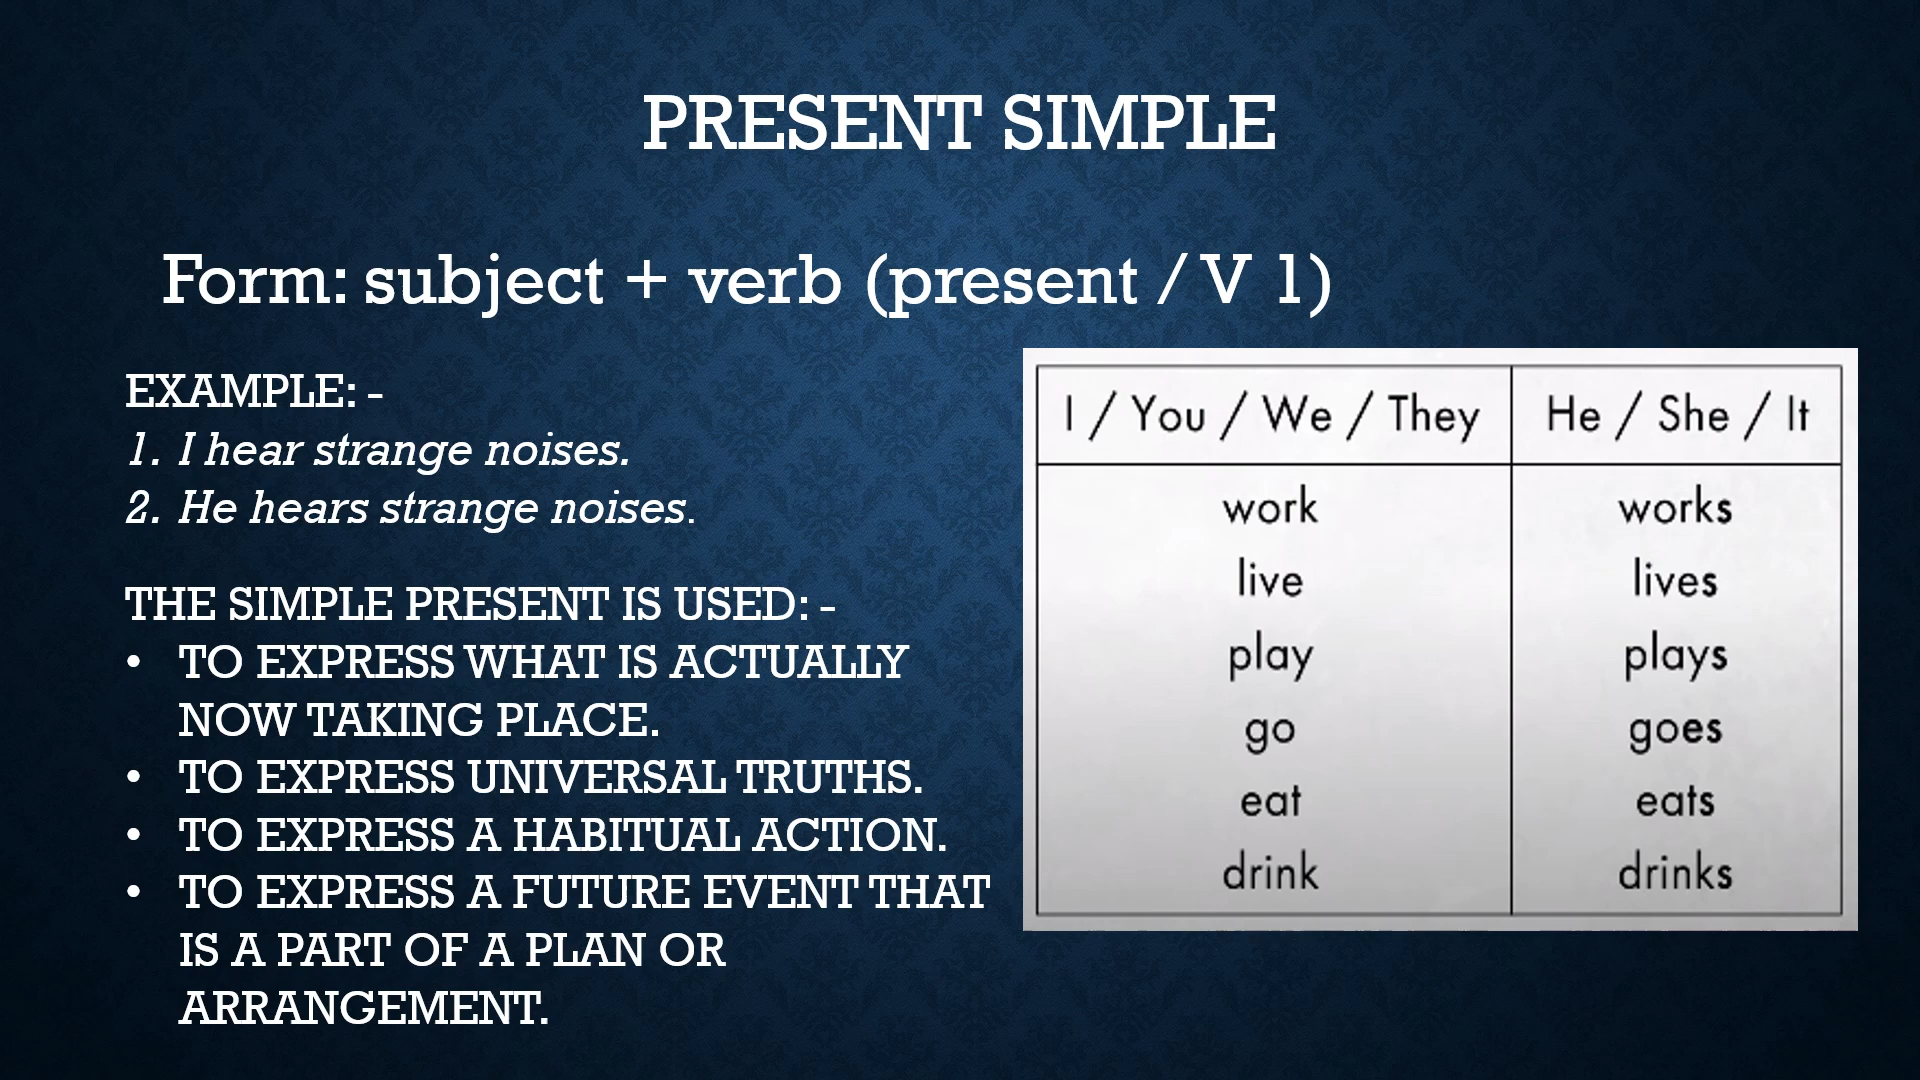 PRESENT SIMPLE
Form: subject + verb (present / V 1)
EXAMPLE: -
1. I hear strange noises.
2. He hears strange noises.
THE SIMPLE PRESENT IS USED: -
• TO EXPRESS WHAT IS ACTUALLY
NOW TAKING PLACE.
• TO EXPRESS UNIVERSAL TRUTHS.
• TO EXPRESS A HABITUAL ACTION.
• TO EXPRESS A FUTURE EVENT THAT
IS A PART OF A PLAN OR
ARRANGEMENT.
I / You / We / They He / She / It
work works
live lives
play plays
go goes
eat eats
drink drinks